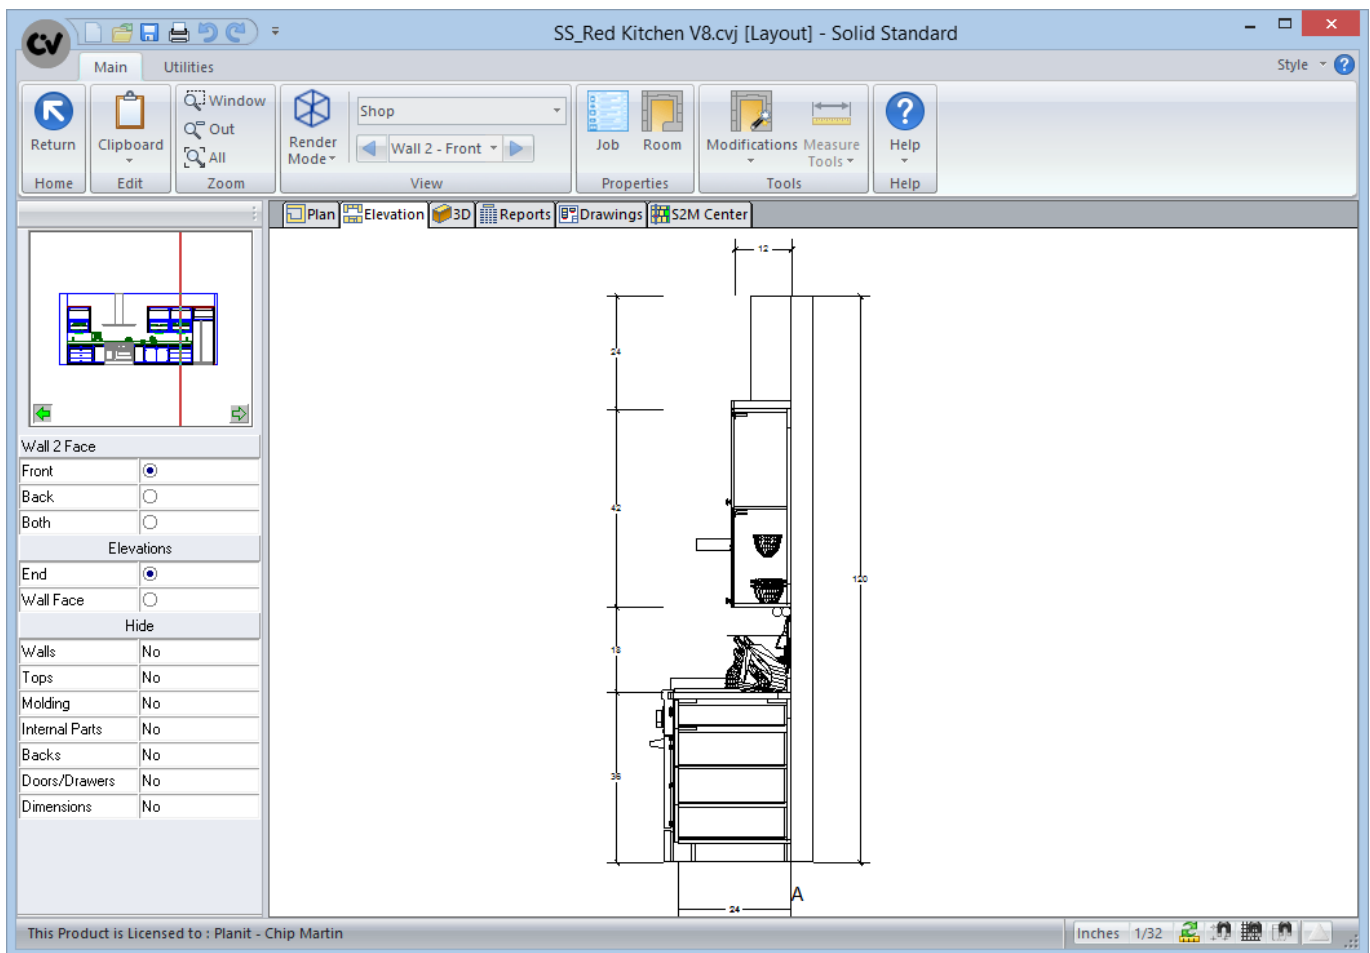 CV
SS_Red Kitchen V8.cvj [Layout] - Solid Standard
Main Utilities Style
Return
Clipboard
Window
Out
All
Render Mode
Shop
Wall 2 - Front
Job
Room
Modifications
Measure Tools
Help
Home Edit Zoom View Properties Tools Help
Plan Elevation 3D Reports Drawings S2M Center
Wall 2 Face
Front
Back
Both
Elevations
End
Wall Face
Hide
Walls No
Tops No
Molding No
Internal Parts No
Backs No
Doors/Drawers No
Dimensions No
12
24
42
120
18
36
A
24
This Product is Licensed to : Planit - Chip Martin
Inches 1/32